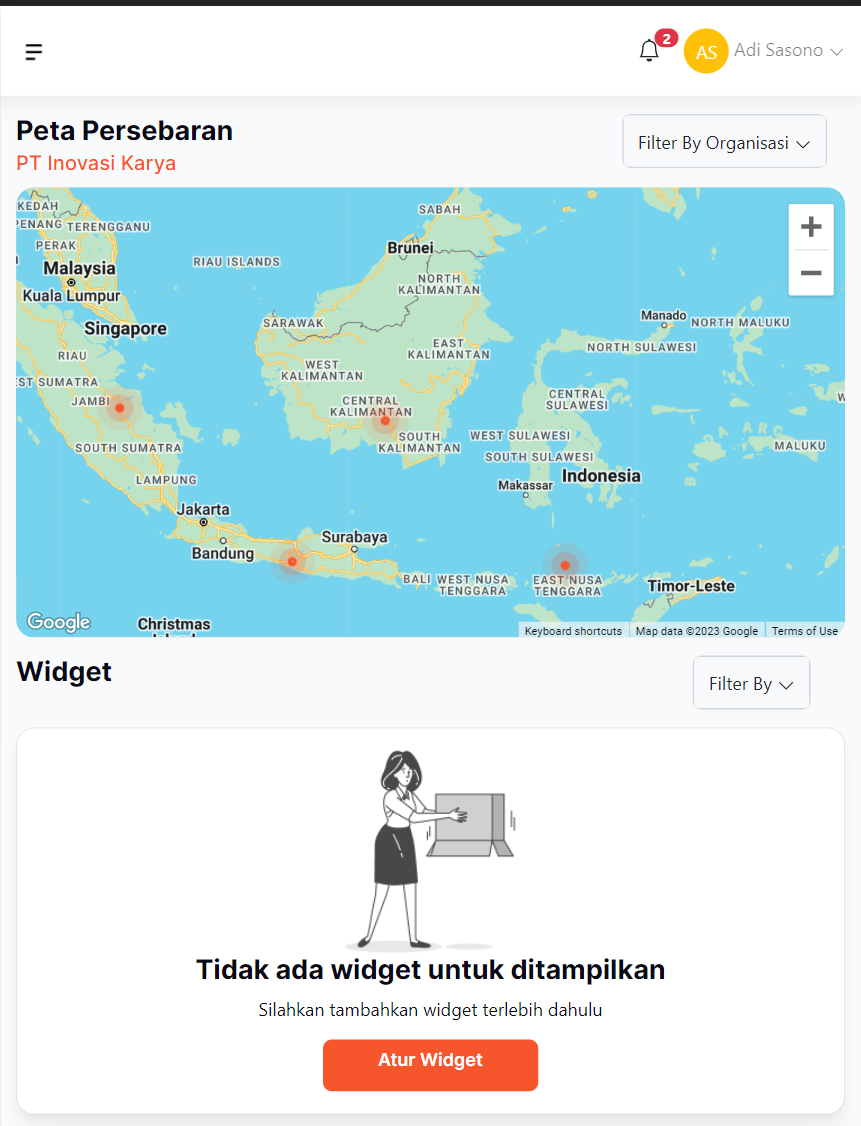 2
AS
Adi Sasono
Peta Persebaran
Filter By Organisasi
PT Inovasi Karya
KEDAH
PENANG
TERENGGANU
PERAK
Malaysia
Kuala Lumpur
RIAU ISLANDS
SABAH
Brunei
NORTH
KALIMANTAN
Singapore
SARAWAK
Manado
NORTH MALUKU
RIAU
EAST
KALIMANTAN
NORTH SULAWESI
WEST
KALIMANTAN
ST SUMATRA
JAMBI
CENTRAL
KALIMANTAN
CENTRAL
SULAWESI
SOUTH
KALIMANTAN
WEST SULAWESI
BANDA ARC
MALUKU
SOUTH SUMATRA
SOUTH SULAWESI
LAMPUNG
Makassar
Indonesia
Jakarta
Bandung
Surabaya
BALI
WEST NUSA
TENGGARA
EAST NUSA
TENGGARA
Timor-Leste
Google
Christmas
Keyboard shortcuts
Map data ©2023 Google
Terms of Use
Widget
Filter By
Tidak ada widget untuk ditampilkan
Silahkan tambahkan widget terlebih dahulu
Atur Widget